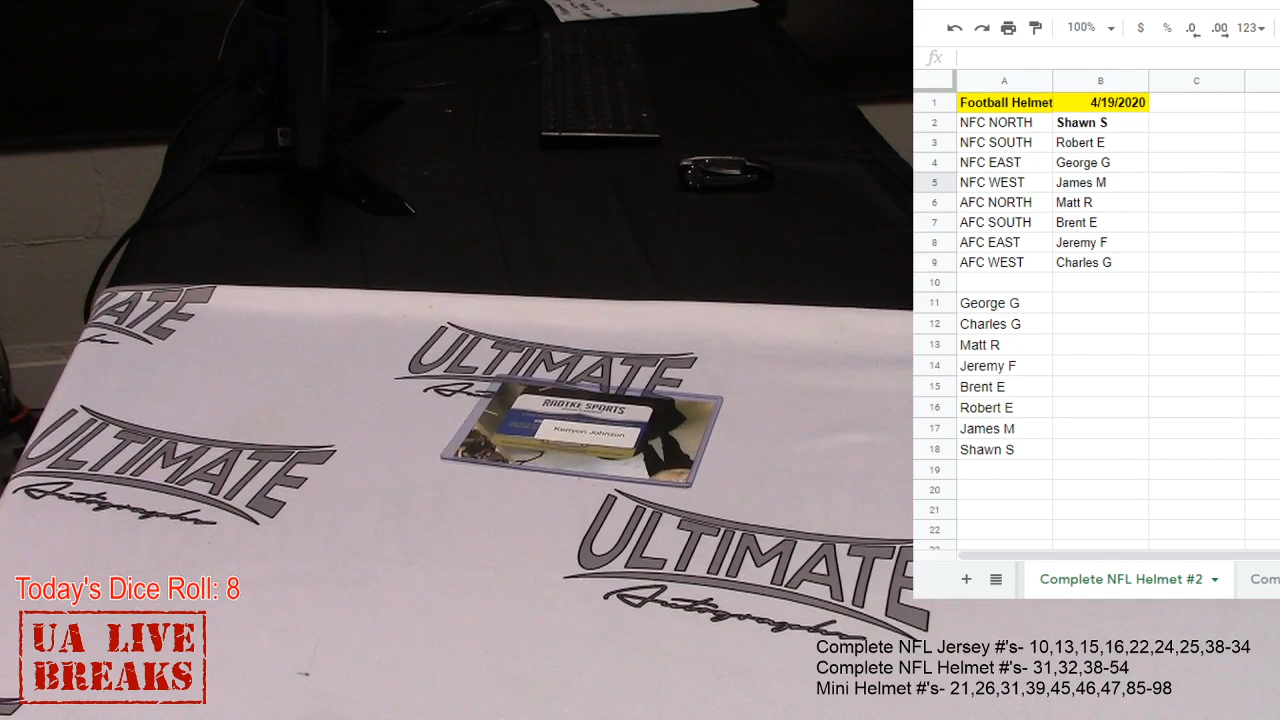 100%
$
%
.0
.00
123
fx
A
B
C
1
Football Helmet
4/19/2020
2
NFC NORTH
Shawn S
3
NFC SOUTH
Robert E
4
NFC EAST
George G
5
NFC WEST
James M
6
AFC NORTH
Matt R
7
AFC SOUTH
Brent E
8
AFC EAST
Jeremy F
9
AFC WEST
Charles G
10
11
George G
12
Charles G
13
Matt R
14
Jeremy F
15
Brent E
16
Robert E
17
James M
18
Shawn S
19
20
21
22
Complete NFL Helmet #2
Com
ATE
ULTIMATE
RADTKE SPORTS
Kerryon Johnson
ULTIMATE
Autographs
ULTIMATE
Autographs
Today's Dice Roll: 8
UA LIVE
BREAKS
Complete NFL Jersey #'s- 10,13,15,16,22,24,25,38-34
Complete NFL Helmet #'s- 31,32,38-54
Mini Helmet #'s- 21,26,31,39,45,46,47,85-98